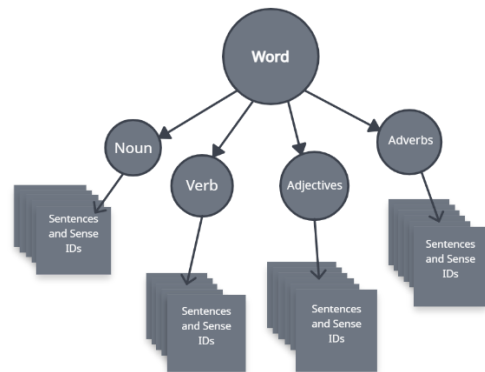 Word
Noun
Verb
Adjectives
Adverbs
Sentences
and Sense
IDs
Sentences
and Sense
IDs
Sentences
and Sense
IDs
Sentences
and Sense
IDs